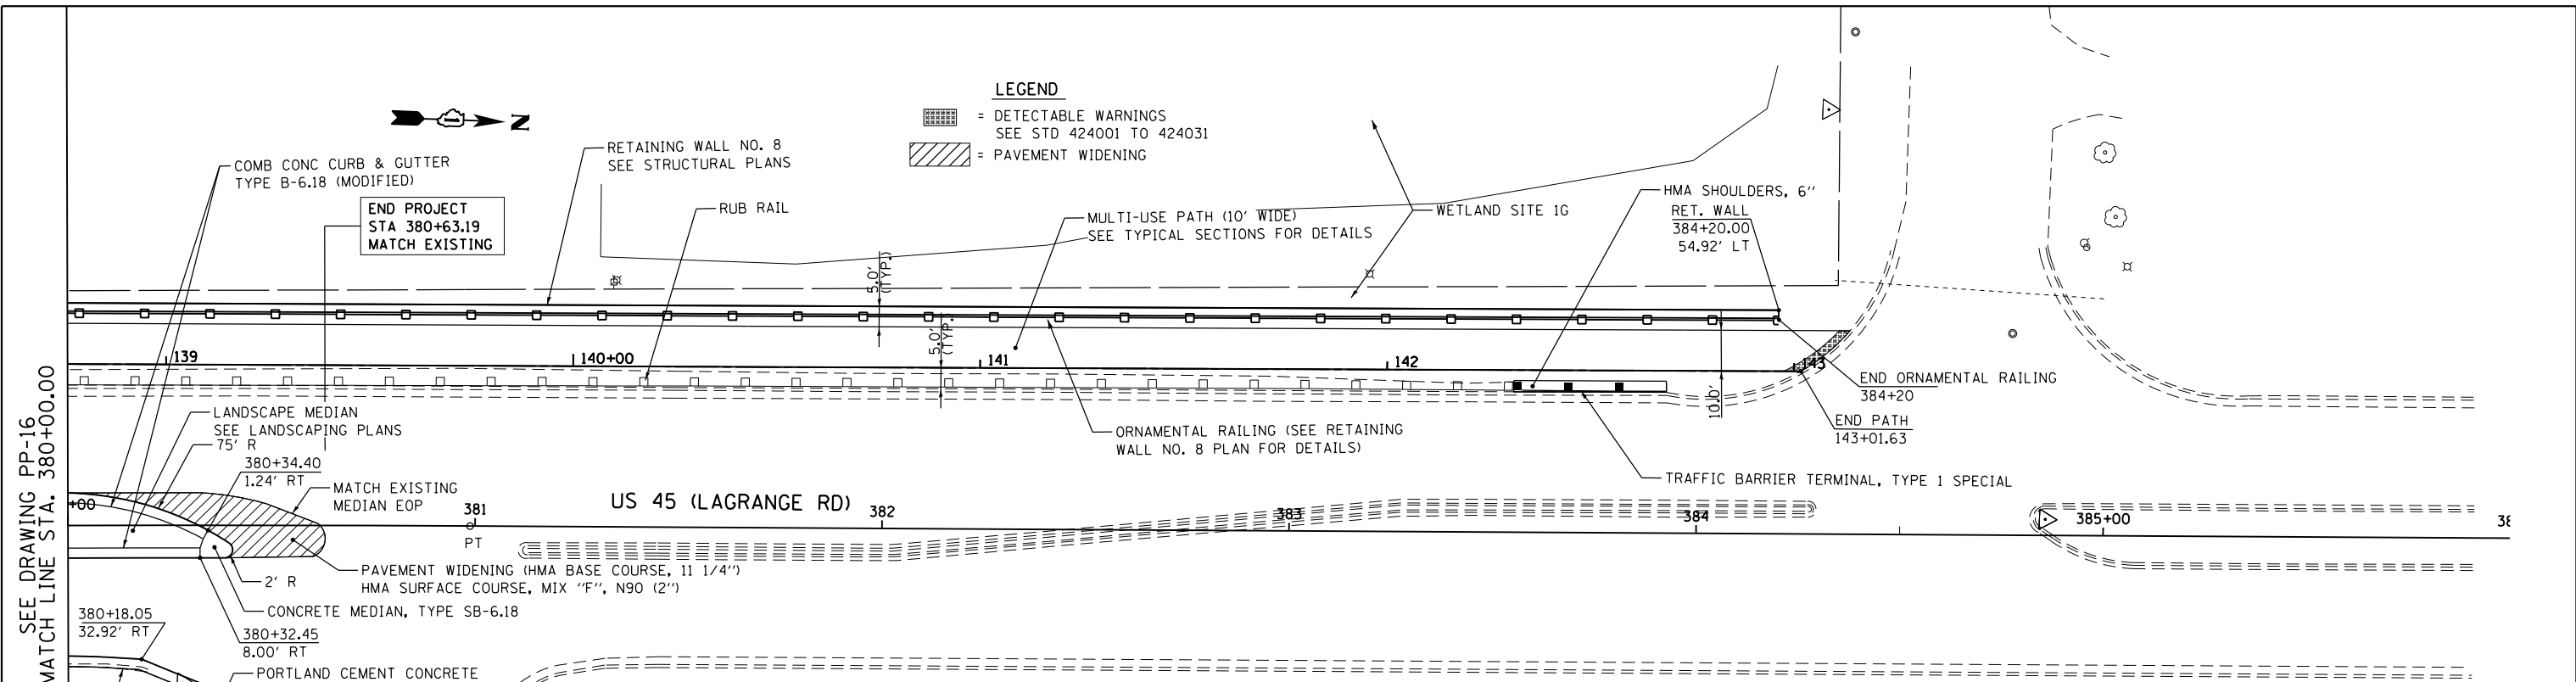 SEE DRAWING PP-16
MATCH LINE STA. 380+00.00
N
LEGEND
= DETECTABLE WARNINGS
SEE STD 424001 TO 424031
= PAVEMENT WIDENING
COMB CONC CURB & GUTTER
TYPE B-6.18 (MODIFIED)
END PROJECT
STA 380+63.19
MATCH EXISTING
RETAINING WALL NO. 8
SEE STRUCTURAL PLANS
RUB RAIL
MULTI-USE PATH (10' WIDE)
SEE TYPICAL SECTIONS FOR DETAILS
WETLAND SITE 1G
HMA SHOULDERS, 6"
RET. WALL
384+20.00
54.92' LT
5.0'
(TYP.)
5.0'
(TYP.)
10.0'
139
140+00
141
142
143
END ORNAMENTAL RAILING
384+20
END PATH
143+01.63
LANDSCAPE MEDIAN
SEE LANDSCAPING PLANS
75' R
380+34.40
1.24' RT
MATCH EXISTING
MEDIAN EOP
ORNAMENTAL RAILING (SEE RETAINING
WALL NO. 8 PLAN FOR DETAILS)
TRAFFIC BARRIER TERMINAL, TYPE 1 SPECIAL
US 45 (LAGRANGE RD)
+00
381
PT
382
383
384
385+00
38
PAVEMENT WIDENING (HMA BASE COURSE, 11 1/4")
HMA SURFACE COURSE, MIX "F", N90 (2")
2' R
CONCRETE MEDIAN, TYPE SB-6.18
380+18.05
32.92' RT
380+32.45
8.00' RT
PORTLAND CEMENT CONCRETE